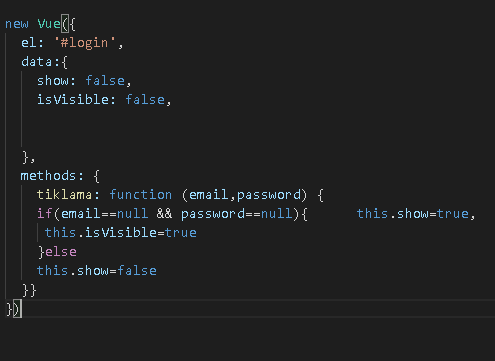 new Vue({
  el: '#login',
  data:{
    show: false,
    isVisible: false,
  },
  methods: {
    tiklama: function (email,password) {
    if(email==null && password==null){      this.show=true,
     this.isVisible=true
    }else
    this.show=false
  }}
})